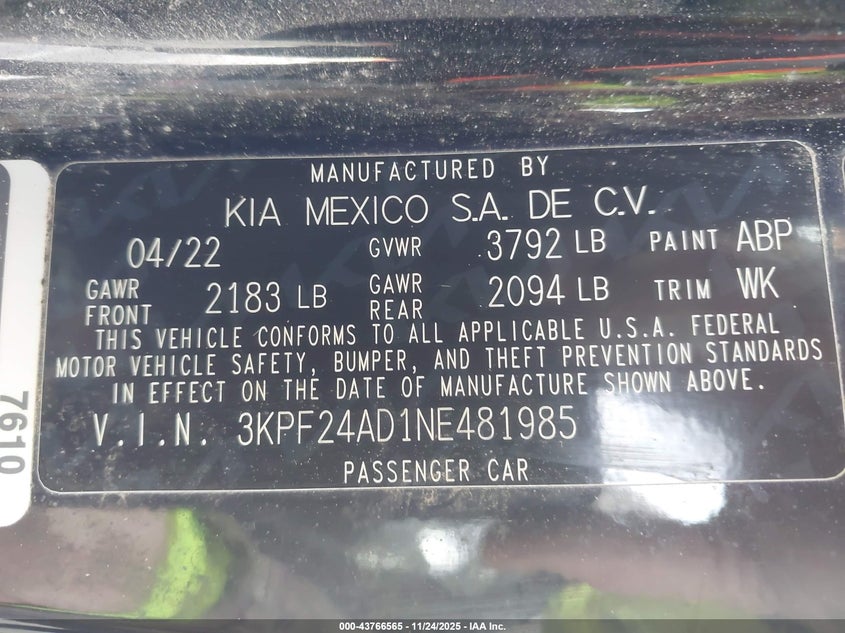 MANUFACTURED BY
KIA MEXICO S.A. DE C.V.
04/22 GVWR 3792 LB PAINT ABP
GAWR FRONT 2183 LB GAWR REAR 2094 LB TRIM WK
THIS VEHICLE CONFORMS TO ALL APPLICABLE U.S.A. FEDERAL
MOTOR VEHICLE SAFETY, BUMPER, AND THEFT PREVENTION STANDARDS
IN EFFECT ON THE DATE OF MANUFACTURE SHOWN ABOVE.
V.I.N. 3KPF24AD1NE481985
PASSENGER CAR
7610
000-43766565 - 11/24/2025 - IAA Inc.